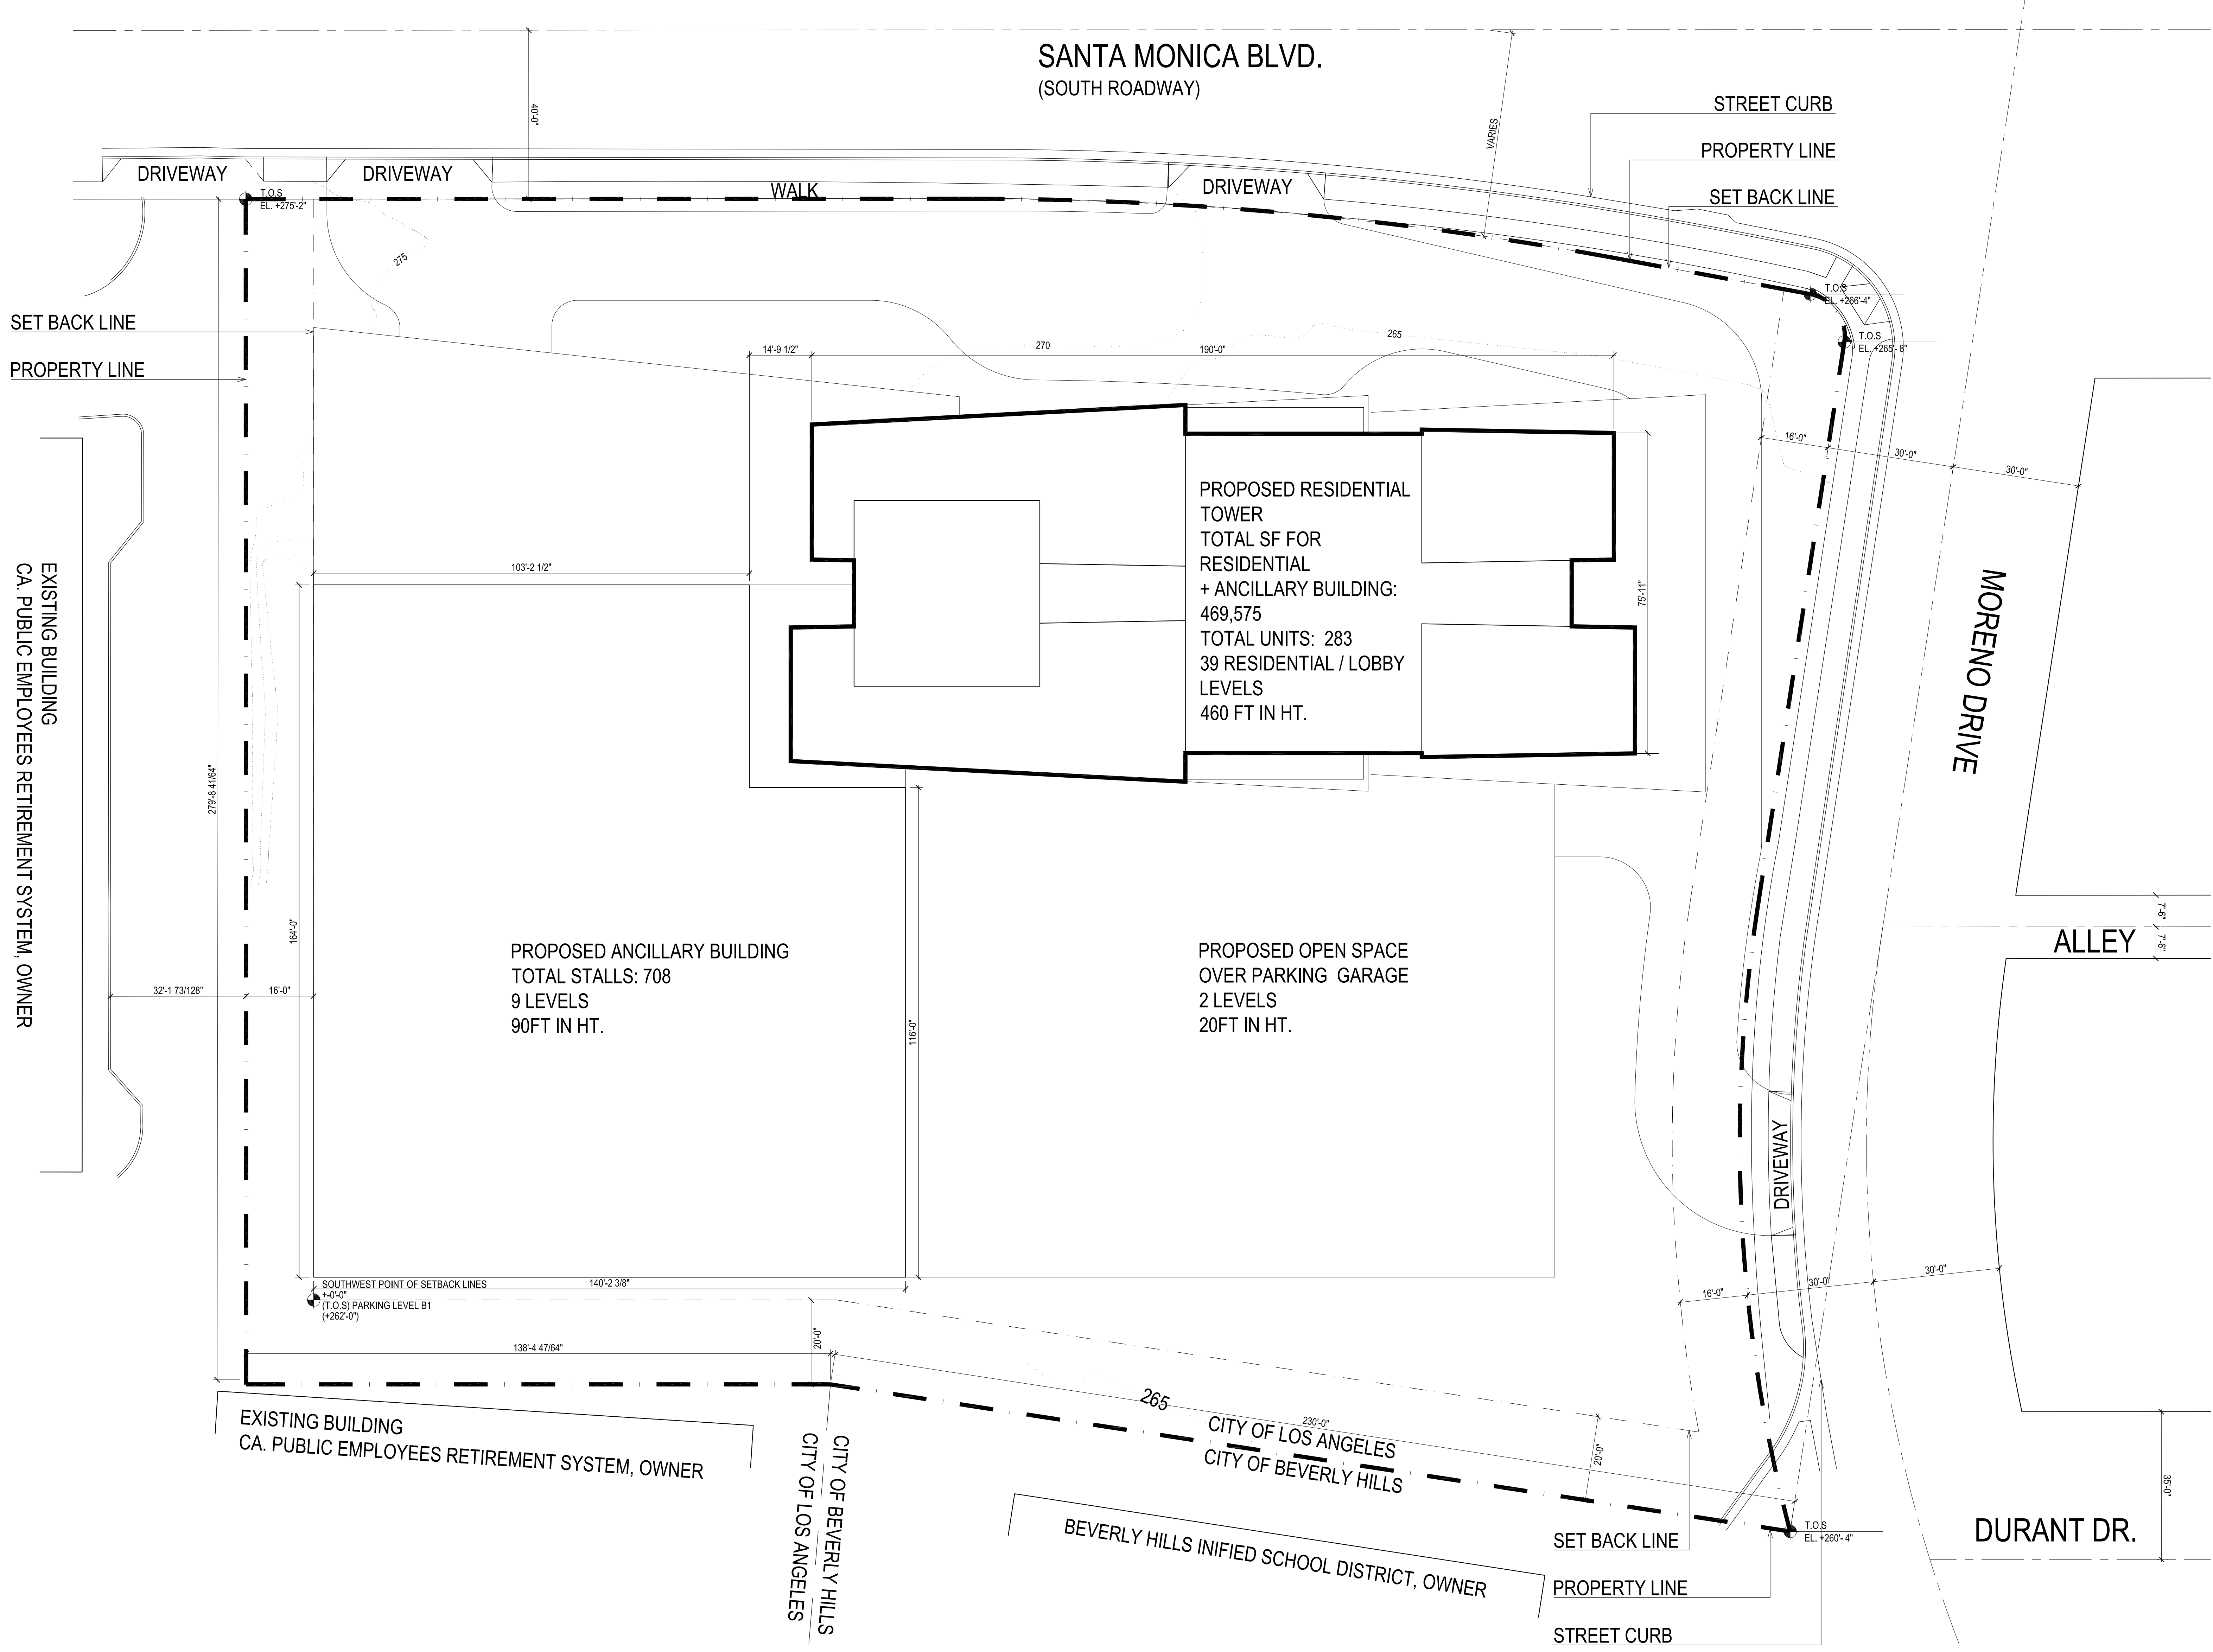 SANTA MONICA BLVD.
(SOUTH ROADWAY)
40'-0"
VARIES
STREET CURB
PROPERTY LINE
SET BACK LINE
DRIVEWAY
DRIVEWAY
WALK
DRIVEWAY
T.O.S
EL. +275'-2"
275
T.O.S
EL. +266'-4"
T.O.S
EL. +265'- 8"
SET BACK LINE
PROPERTY LINE
14'-9 1/2"
270
190'-0"
265
16'-0"
30'-0"
30'-0"
PROPOSED RESIDENTIAL
TOWER
TOTAL SF FOR
RESIDENTIAL
+ ANCILLARY BUILDING:
469,575
TOTAL UNITS: 283
39 RESIDENTIAL / LOBBY
LEVELS
460 FT IN HT.
75'-11"
103'-2 1/2"
MORENO DRIVE
EXISTING BUILDING
CA. PUBLIC EMPLOYEES RETIREMENT SYSTEM, OWNER
279'-8 41/64"
164'-0"
PROPOSED ANCILLARY BUILDING
TOTAL STALLS: 708
9 LEVELS
90FT IN HT.
116'-0"
PROPOSED OPEN SPACE
OVER PARKING GARAGE
2 LEVELS
20FT IN HT.
7'-6"
ALLEY
7'-6"
32'-1 73/128"
16'-0"
DRIVEWAY
SOUTHWEST POINT OF SETBACK LINES
140'-2 3/8"
+-0'-0"
(T.O.S) PARKING LEVEL B1
(+262'-0")
16'-0"
30'-0"
30'-0"
138'-4 47/64"
20'-0"
265
230'-0"
CITY OF LOS ANGELES
CITY OF BEVERLY HILLS
20'-0"
EXISTING BUILDING
CA. PUBLIC EMPLOYEES RETIREMENT SYSTEM, OWNER
CITY OF BEVERLY HILLS
CITY OF LOS ANGELES
BEVERLY HILLS INIFIED SCHOOL DISTRICT, OWNER
35'-0"
T.O.S
EL. +260'- 4"
DURANT DR.
SET BACK LINE
PROPERTY LINE
STREET CURB